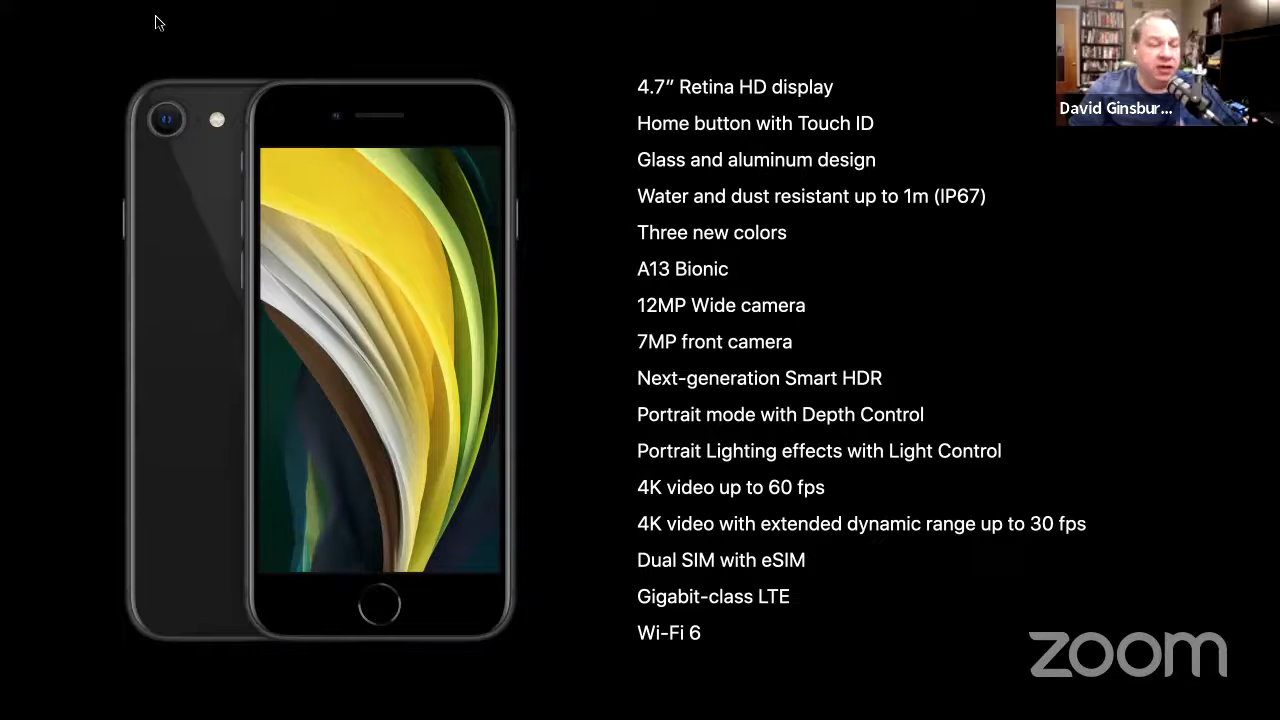 4.7″ Retina HD display
Home button with Touch ID
Glass and aluminum design
Water and dust resistant up to 1m (IP67)
Three new colors
A13 Bionic
12MP Wide camera
7MP front camera
Next-generation Smart HDR
Portrait mode with Depth Control
Portrait Lighting effects with Light Control
4K video up to 60 fps
4K video with extended dynamic range up to 30 fps
Dual SIM with eSIM
Gigabit-class LTE
Wi-Fi 6
David Ginsbur...
zoom